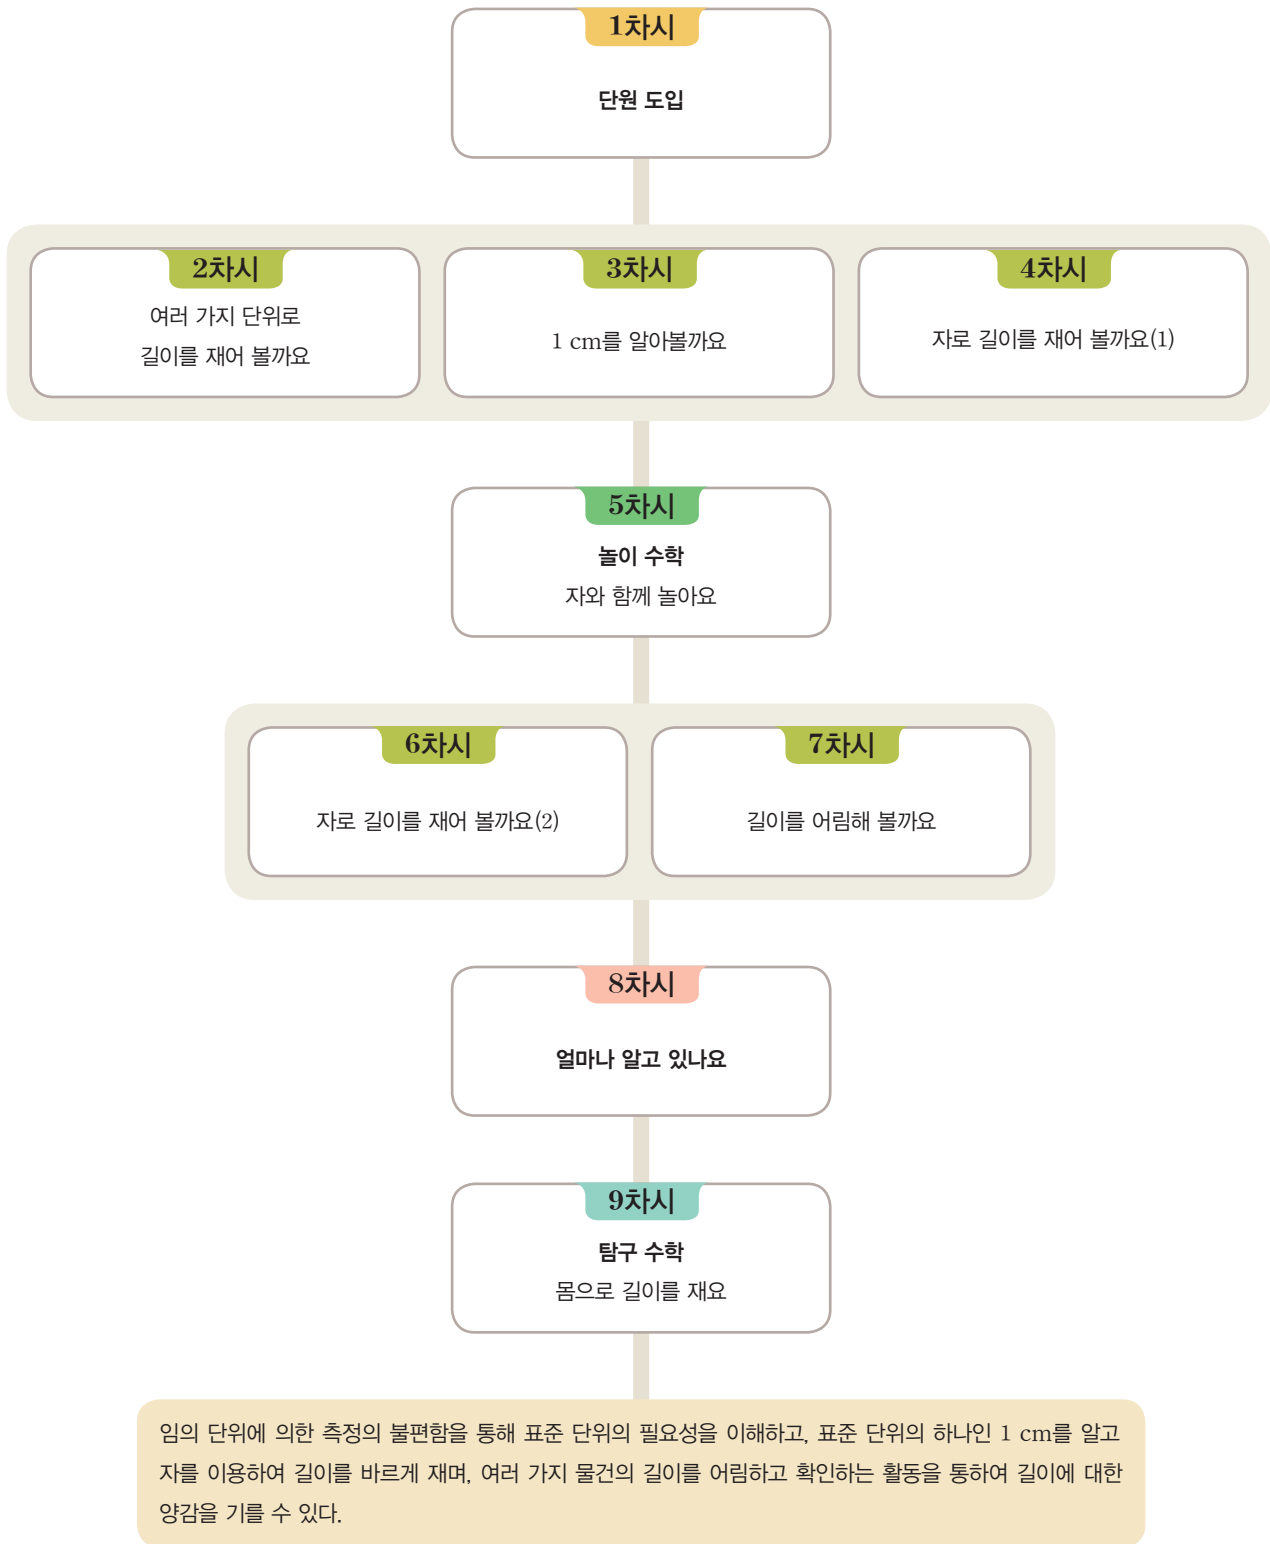 1차시
단원 도입
2차시
여러 가지 단위로
길이를 재어 볼까요
3차시
1 cm를 알아볼까요
4차시
자로 길이를 재어 볼까요(1)
5차시
놀이 수학
자와 함께 놀아요
6차시
자로 길이를 재어 볼까요(2)
7차시
길이를 어림해 볼까요
8차시
얼마나 알고 있나요
9차시
탐구 수학
몸으로 길이를 재요
임의 단위에 의한 측정의 불편함을 통해 표준 단위의 필요성을 이해하고, 표준 단위의 하나인 1 cm를 알고
자를 이용하여 길이를 바르게 재며, 여러 가지 물건의 길이를 어림하고 확인하는 활동을 통하여 길이에 대한
양감을 기를 수 있다.